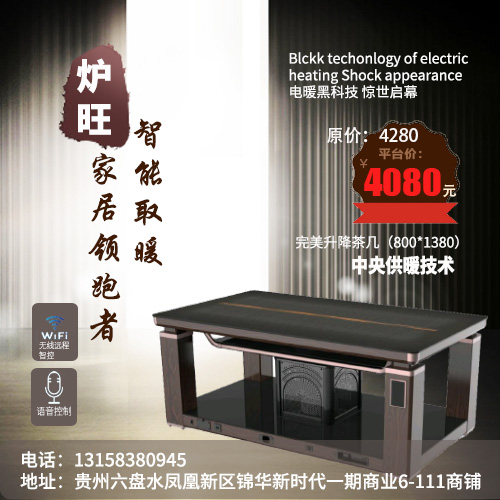 炉旺
智能取暖
家居领跑者
Blckk techonlogy of electric
heating Shock appearance
电暖黑科技 惊世启幕
原价：4280
平台价：
¥4080元
完美升降茶几（800*1380）
中央供暖技术
WiFi
无线远程
智控
语音控制
电话：13158380945
地址：贵州六盘水凤凰新区锦华新时代一期商业6-111商铺